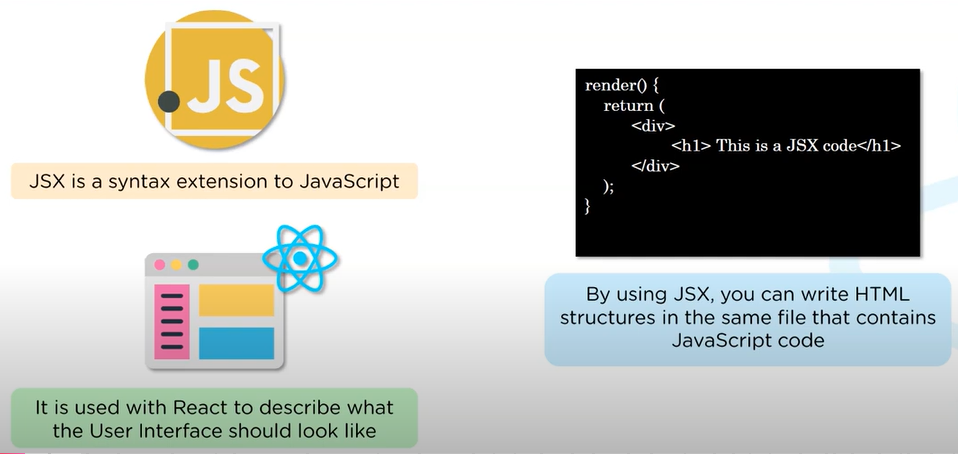 JS
JSX is a syntax extension to JavaScript
It is used with React to describe what
the User Interface should look like
render() {
return (
<div>
<h1> This is a JSX code</h1>
</div>
);
}
By using JSX, you can write HTML
structures in the same file that contains
JavaScript code